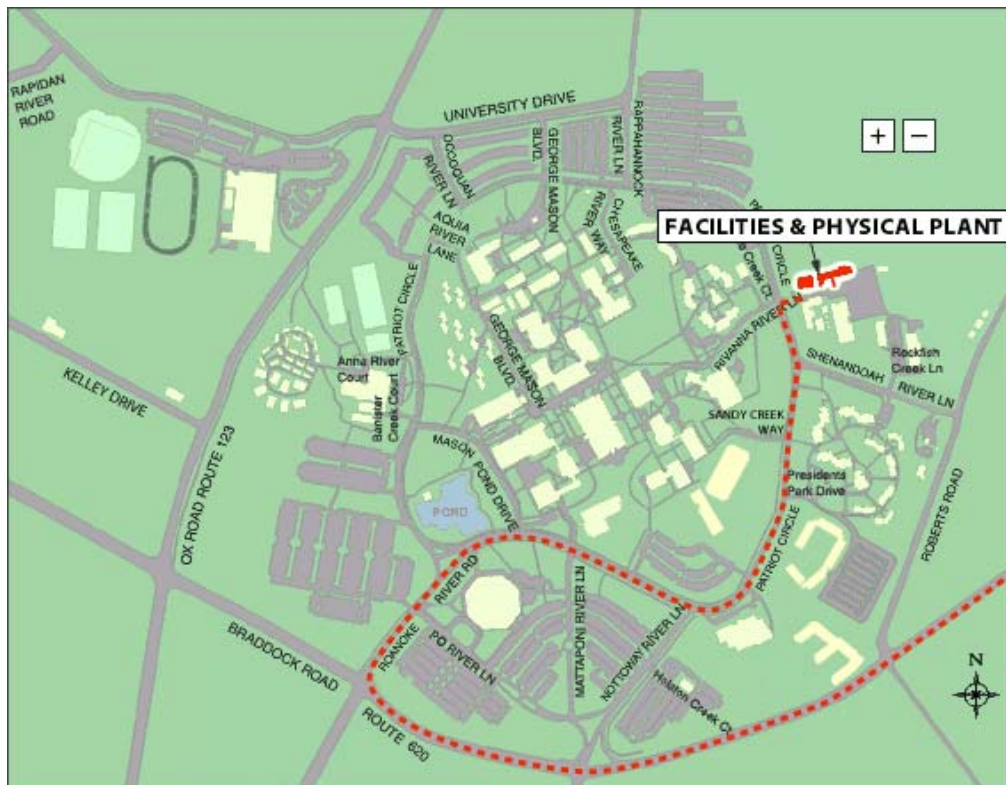 RAPIDAN
RIVER
ROAD
UNIVERSITY DRIVE
OCCOQUAN
RIVER LN
GEORGE MASON
BLVD.
RAPPAHANNOCK
RIVER LN
+ −
CHESAPEAKE
RIVER WAY
AQUIA
RIVER
LANE
FACILITIES & PHYSICAL PLANT
CIRCLE
Creek Ct.
RIVANNA RIVER LN
PATRIOT CIRCLE
GEORGE MASON
BLVD.
Anna River
Court
Banister
Creek Court
Rockfish
Creek Ln
SHENANDOAH
RIVER LN
KELLEY DRIVE
SANDY CREEK
WAY
MASON POND DRIVE
POND
Presidents
Park Drive
OX ROAD ROUTE 123
ROBERTS ROAD
PATRIOT CIRCLE
ROANOKE RIVER RD
PO RIVER LN
MATTAPONI RIVER LN
NOTTOWAY RIVER LN
Holston Creek Ct.
BRADDOCK ROAD
ROUTE 620
N